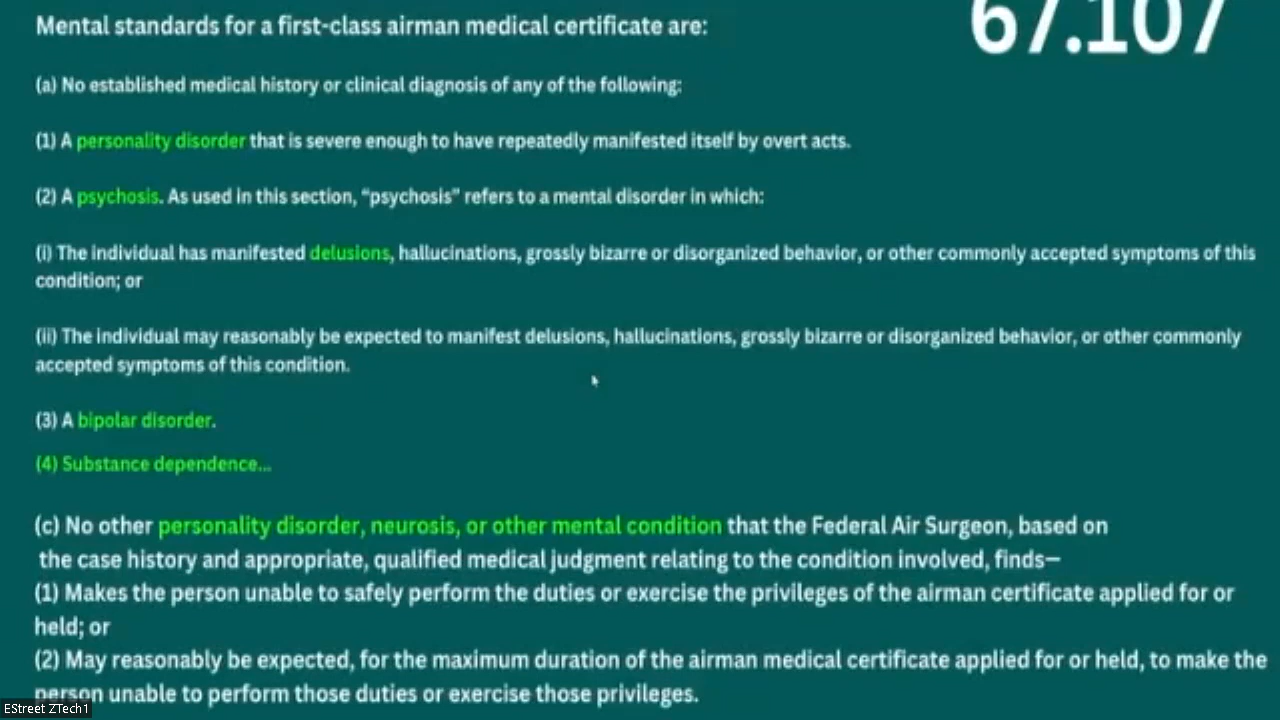 67.107
Mental standards for a first-class airman medical certificate are:
(a) No established medical history or clinical diagnosis of any of the following:
(1) A personality disorder that is severe enough to have repeatedly manifested itself by overt acts.
(2) A psychosis. As used in this section, “psychosis” refers to a mental disorder in which:
(i) The individual has manifested delusions, hallucinations, grossly bizarre or disorganized behavior, or other commonly accepted symptoms of this
condition; or
(ii) The individual may reasonably be expected to manifest delusions, hallucinations, grossly bizarre or disorganized behavior, or other commonly
accepted symptoms of this condition.
(3) A bipolar disorder.
(4) Substance dependence...
(c) No other personality disorder, neurosis, or other mental condition that the Federal Air Surgeon, based on
the case history and appropriate, qualified medical judgment relating to the condition involved, finds—
(1) Makes the person unable to safely perform the duties or exercise the privileges of the airman certificate applied for or
held; or
(2) May reasonably be expected, for the maximum duration of the airman medical certificate applied for or held, to make the
person unable to perform those duties or exercise those privileges.
EStreet ZTech1